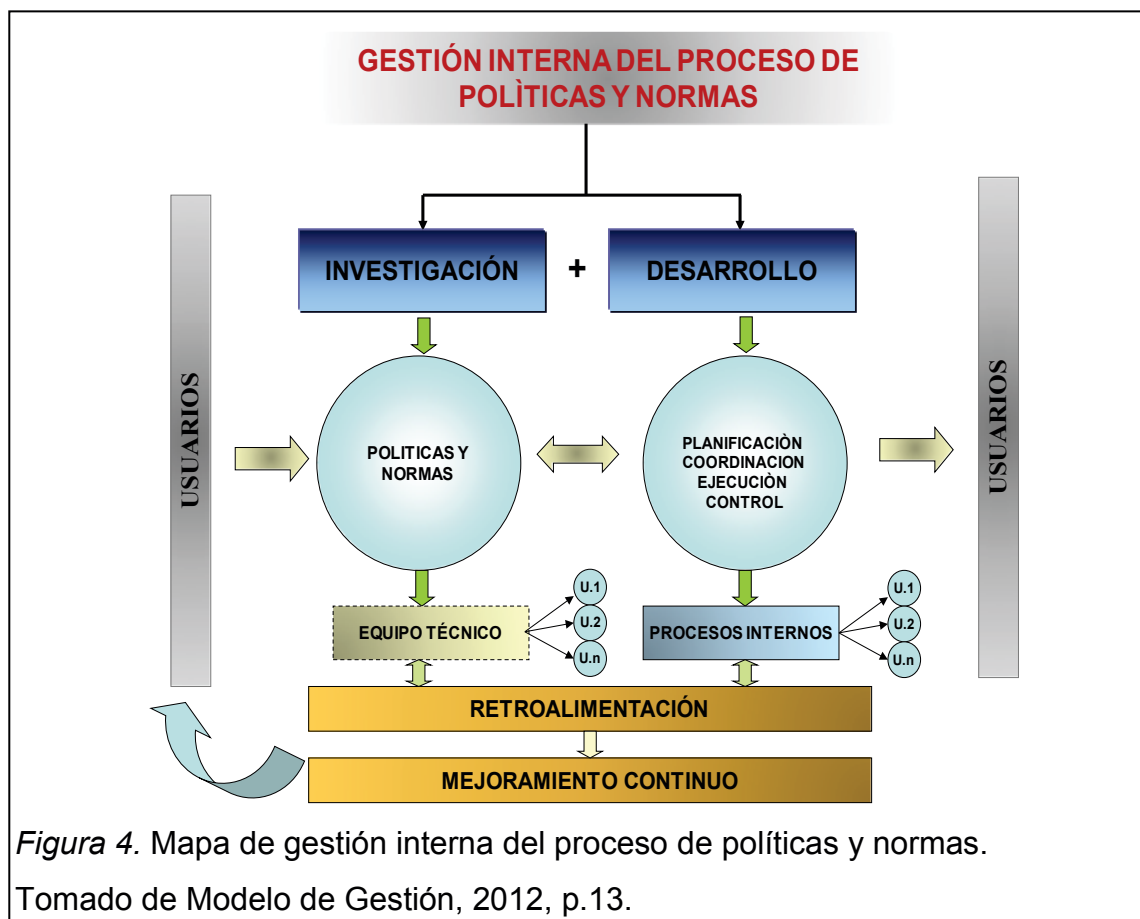 GESTIÓN INTERNA DEL PROCESO DE
POLÌTICAS Y NORMAS
INVESTIGACIÓN
+
DESARROLLO
USUARIOS
POLITICAS Y
NORMAS
PLANIFICACIÒN
COORDINACION
EJECUCIÒN
CONTROL
USUARIOS
EQUIPO TÉCNICO
U.1
U.2
U.n
PROCESOS INTERNOS
U.1
U.2
U.n
RETROALIMENTACIÓN
MEJORAMIENTO CONTINUO
Figura 4. Mapa de gestión interna del proceso de políticas y normas.
Tomado de Modelo de Gestión, 2012, p.13.